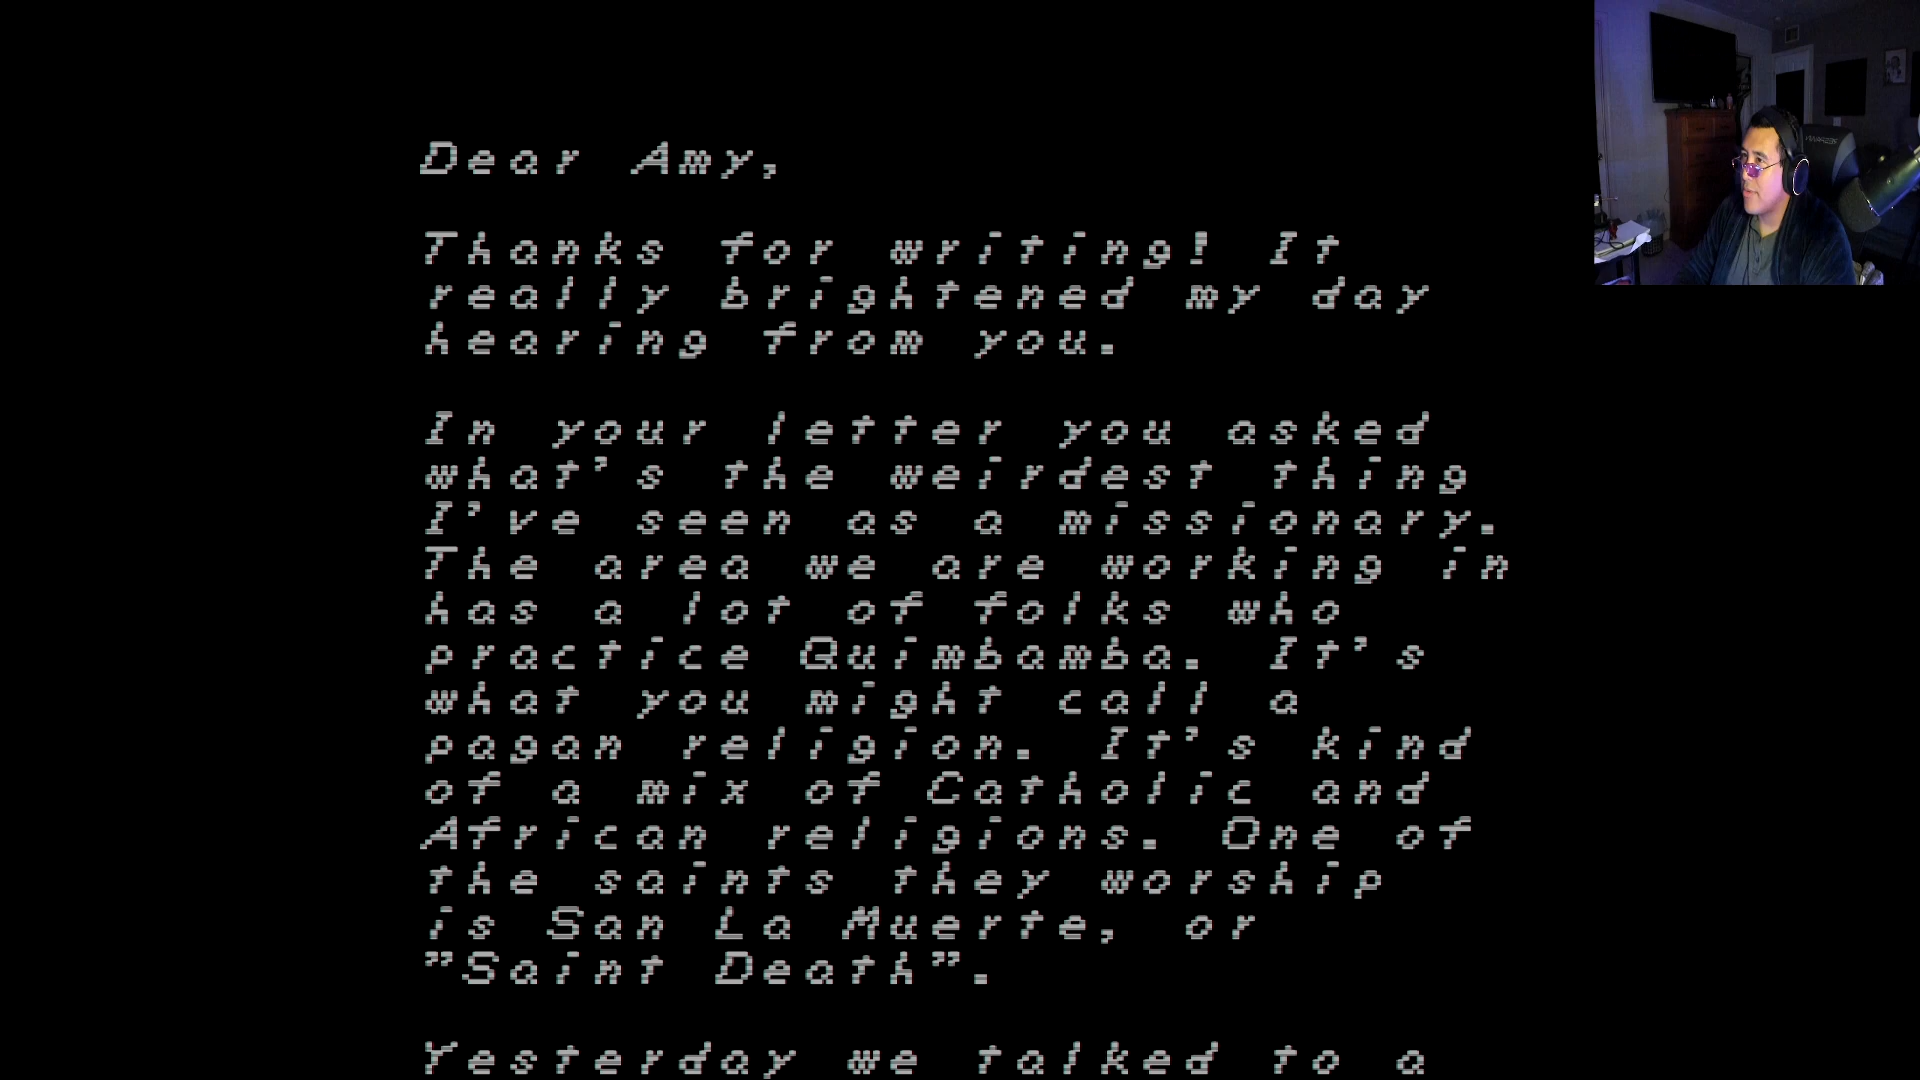 Dear Amy,
Thanks for writing! It
really brightened my day
hearing from you.
In your letter you asked
what's the weirdest thing
I've seen as a missionary.
The area we are working in
has a lot of folks who
practice Quimbamba. It's
what you might call a
pagan religion. It's kind
of a mix of Catholic and
African religions. One of
the saints they worship
is San La Muerte, or
"Saint Death".
Yesterday we talked to a